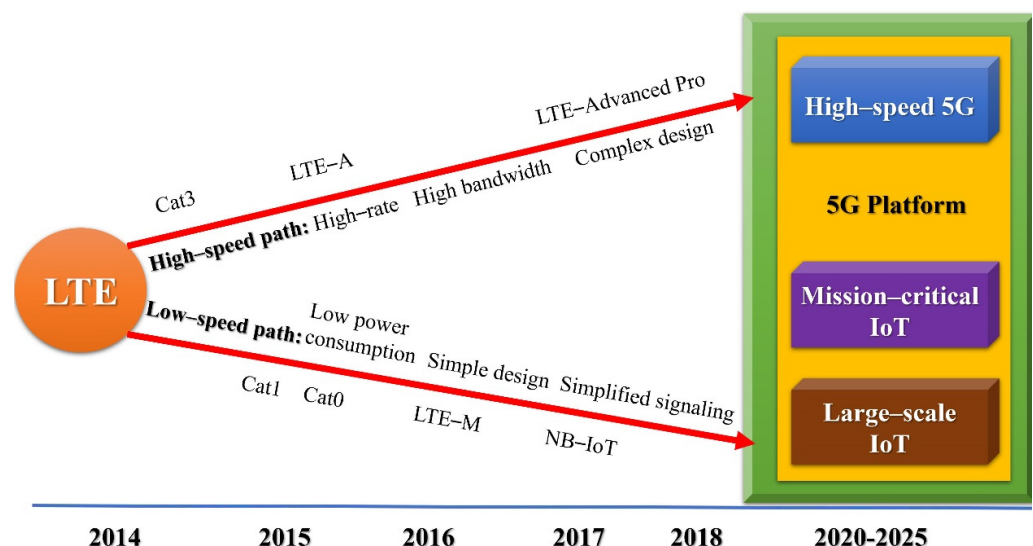 LTE
Cat3
LTE–A
LTE–Advanced Pro
High–speed path: High–rate High bandwidth Complex design
Low–speed path: Low power
consumption Simple design Simplified signaling
Cat1 Cat0 LTE–M NB–IoT
High–speed 5G
5G Platform
Mission–critical
IoT
Large–scale
IoT
2014 2015 2016 2017 2018 2020-2025